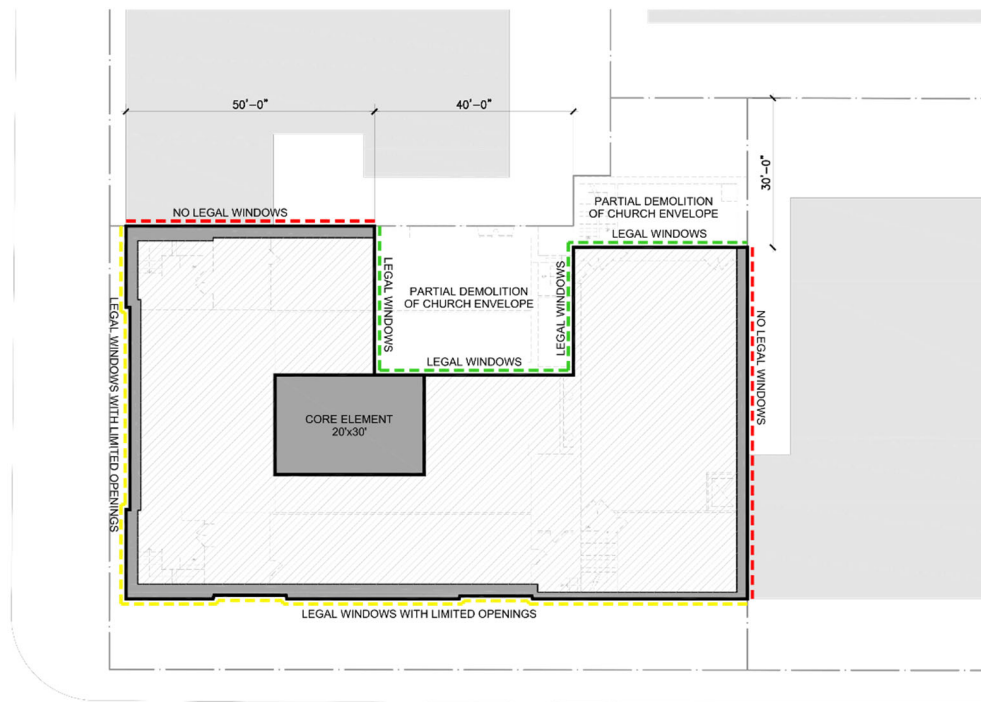 50'-0"
40'-0"
30'-0"
PARTIAL DEMOLITION
OF CHURCH ENVELOPE
NO LEGAL WINDOWS
LEGAL WINDOWS
LEGAL WINDOWS
LEGAL WINDOWS
PARTIAL DEMOLITION
OF CHURCH ENVELOPE
LEGAL WINDOWS
LEGAL WINDOWS WITH LIMITED OPENINGS
NO LEGAL WINDOWS
CORE ELEMENT
20'x30'
LEGAL WINDOWS WITH LIMITED OPENINGS